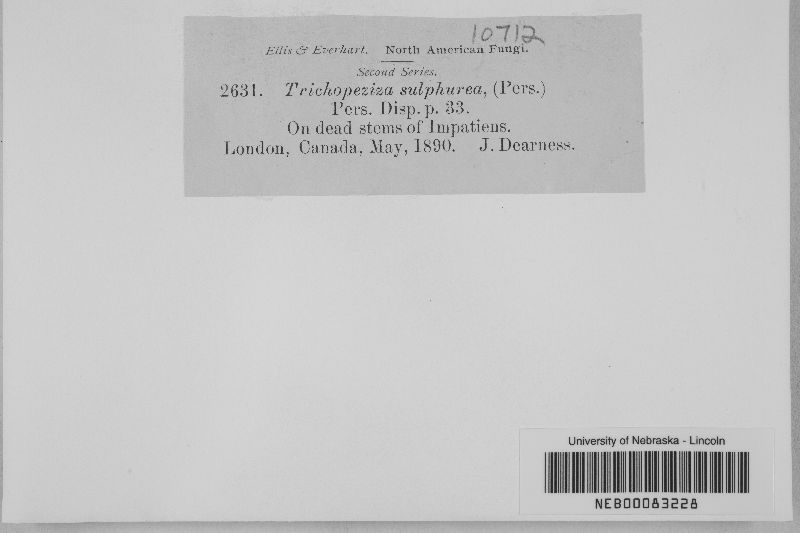 10712
Ellis & Everhart. North American Fungi.
Second Series.
2631. Trichopeziza sulphurea, (Pers.)
Pers. Disp. p. 33.
On dead stems of Impatiens.
London, Canada, May, 1890. J. Dearness.
University of Nebraska - Lincoln
NEB00083228